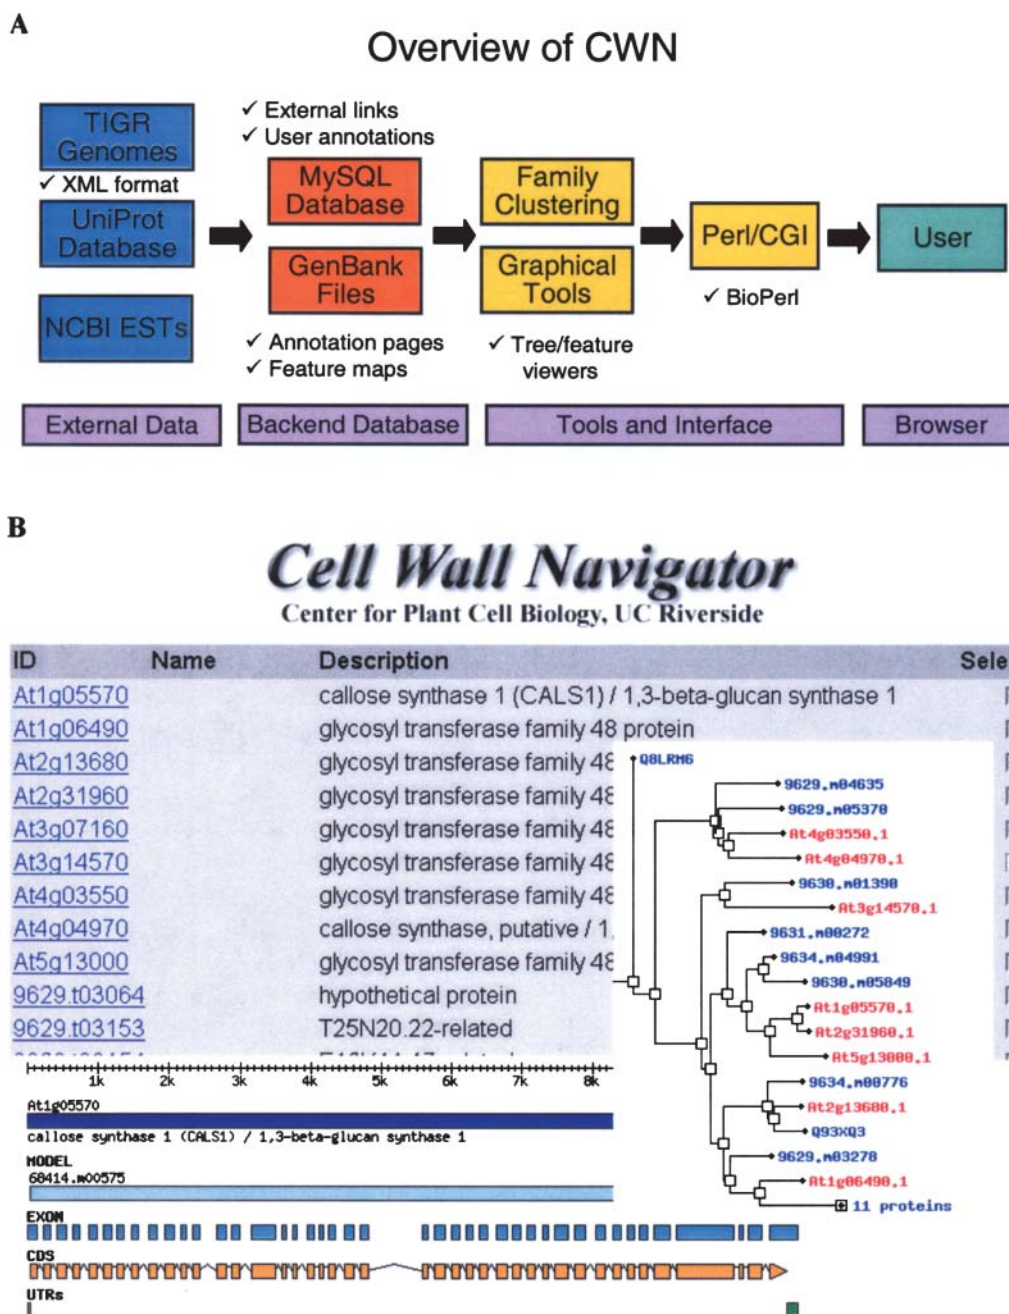 A
Overview of CWN
TIGR
Genomes
✓ XML format
UniProt
Database
NCBI ESTs
✓ External links
✓ User annotations
MySQL
Database
GenBank
Files
✓ Annotation pages
✓ Feature maps
Family
Clustering
Graphical
Tools
✓ Tree/feature
viewers
Perl/CGI
✓ BioPerl
User
External Data
Backend Database
Tools and Interface
Browser
B
Cell Wall Navigator
Center for Plant Cell Biology, UC Riverside
ID Name Description Sele
At1g05570 callose synthase 1 (CALS1) / 1,3-beta-glucan synthase 1
At1g06490 glycosyl transferase family 48 protein
At2g13680 glycosyl transferase family 48
At2g31960 glycosyl transferase family 48
At3g07160 glycosyl transferase family 48
At3g14570 glycosyl transferase family 48
At4g03550 glycosyl transferase family 48
At4g04970 callose synthase, putative / 1,
At5g13000 glycosyl transferase family 48
9629.t03064 hypothetical protein
9629.t03153 T25N20.22-related
Q8LRM6
9629.m04635
9629.m05370
At4g03550.1
At4g04970.1
9630.m01390
At3g14570.1
9631.m00272
9634.m04991
9630.m05849
At1g05570.1
At2g31960.1
At5g13000.1
9634.m00776
At2g13680.1
Q93XQ3
9629.m03278
At1g06490.1
11 proteins
1k 2k 3k 4k 5k 6k 7k 8k
At1g05570
callose synthase 1 (CALS1) / 1,3-beta-glucan synthase 1
MODEL
68414.m00575
EXON
CDS
UTRs